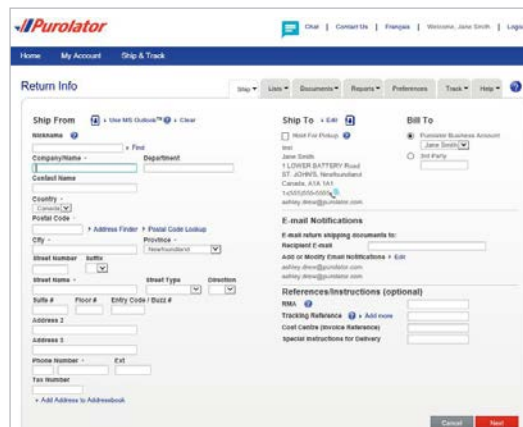 Purolator
Chat | Contact Us | Français | Welcome, Jane Smith | Logo
Home My Account Ship & Track
Return Info
Ship Lists Documents Reports Preferences Track Help ?
Ship From Use MS Outlook™ ? Clear
Nickname ?
Find
Company/Name Department
Contact Name
Country
Canada
Postal Code
Address Finder Postal Code Lookup
City Province
Newfoundland
Street Number Suffix
Street Name Street Type Direction
Suite # Floor # Entry Code / Buzz #
Address 2
Address 3
Phone Number Ext
Tax Number
Add Address to Addressbook
Ship To Edit
Hold For Pickup ?
Jane Smith
1 LOWER BATTERY Road
ST. JOHN'S, Newfoundland
Canada, A1A 1A1
ashley.drew@purolator.com
Bill To
Purolator Business Account
Jane Smith
3rd Party
E-mail Notifications
E-mail return shipping documents to:
Recipient E-mail
Add or Modify Email Notifications Edit
ashley.drew@purolator.com
ashley.drew@purolator.com
References/Instructions (optional)
RMA ?
Tracking Reference ? Add more
Cost Centre (Invoice Reference)
Special Instructions for Delivery
Cancel Next